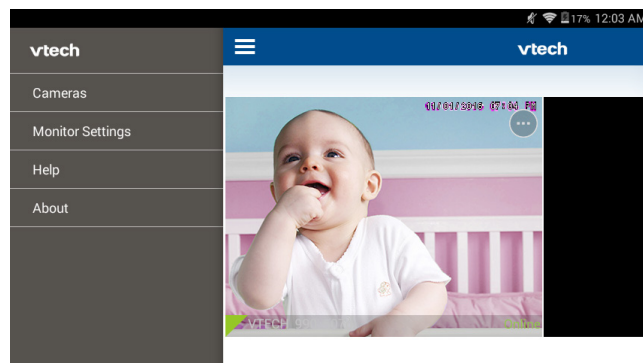 17% 12:03 AM
vtech
vtech
Cameras
Monitor Settings
Help
About
11/01/2016 07:04 PM
VTECH